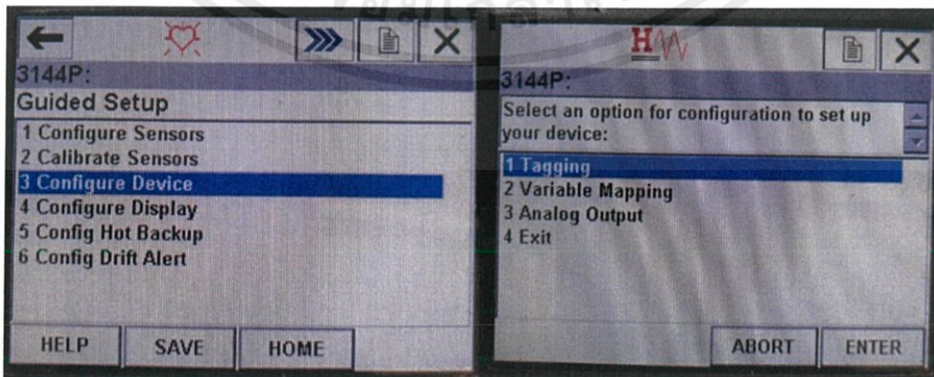 3144P:
Guided Setup
1 Configure Sensors
2 Calibrate Sensors
3 Configure Device
4 Configure Display
5 Config Hot Backup
6 Config Drift Alert
HELP SAVE HOME
H
3144P:
Select an option for configuration to set up
your device:
1 Tagging
2 Variable Mapping
3 Analog Output
4 Exit
ABORT ENTER